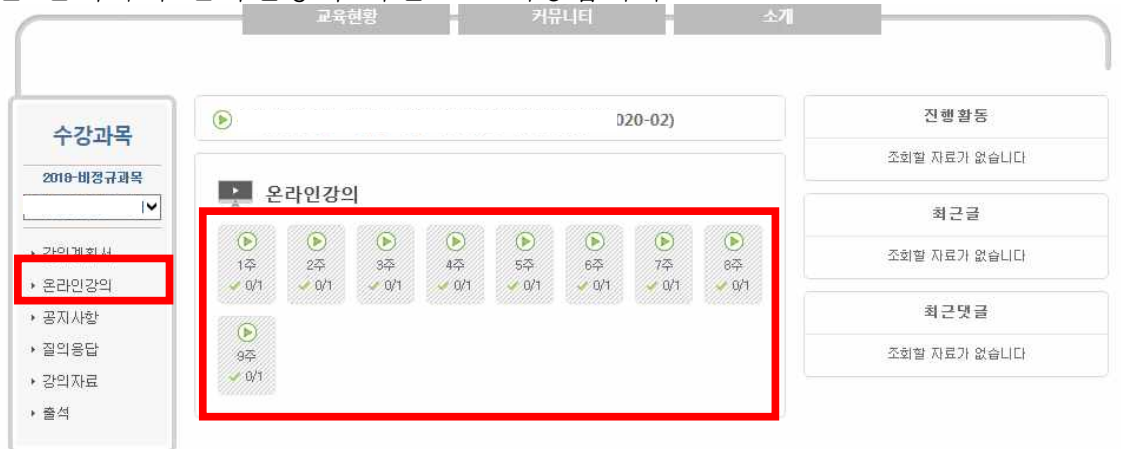 교육현황 커뮤니티 소개
수강과목
2018-비정규과목
강의계획서
온라인강의
공지사항
질의응답
강의자료
출석
020-02)
온라인강의
1주 2주 3주 4주 5주 6주 7주 8주
0/1 0/1 0/1 0/1 0/1 0/1 0/1 0/1
9주
0/1
진행활동
조회할 자료가 없습니다
최근글
조회할 자료가 없습니다
최근댓글
조회할 자료가 없습니다